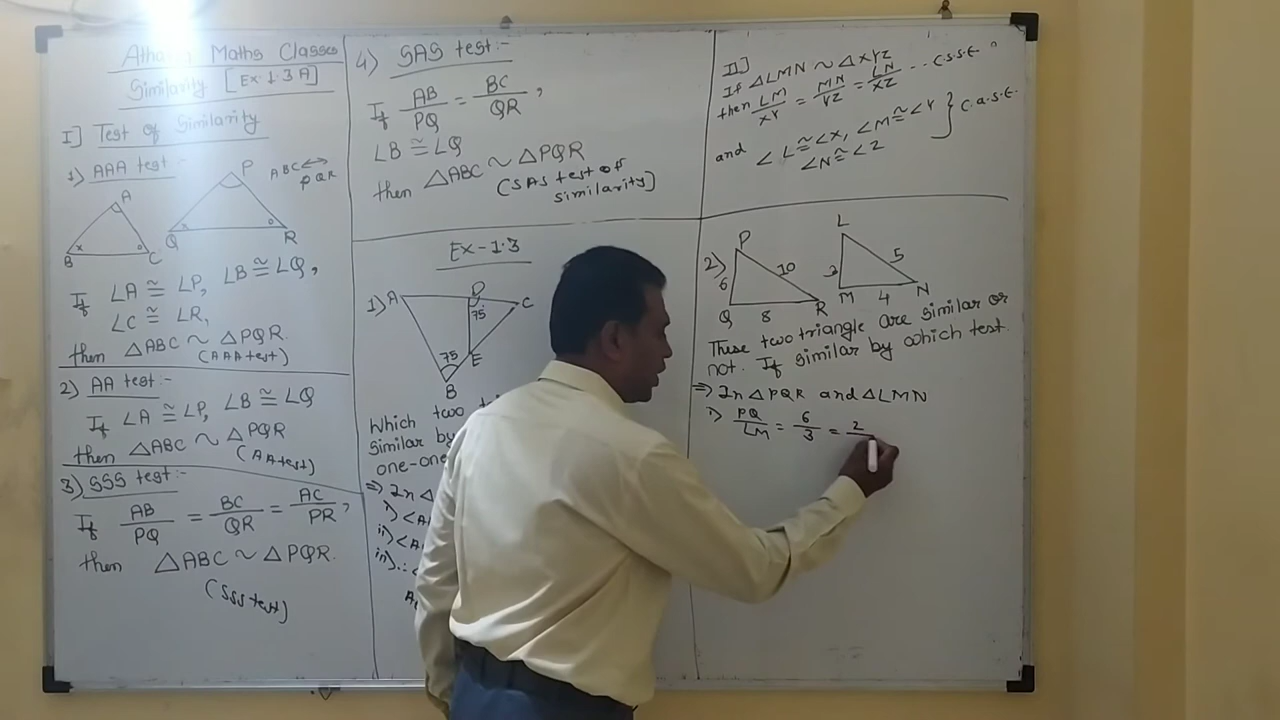 Atharva Maths Classes
Similarity [Ex-1.3 A]
I] Test of Similarity
1) AAA test :-
A
B
C
P
Q
R
ABC ↔
PQR
If ∠A ≅ ∠P, ∠B ≅ ∠Q,
∠C ≅ ∠R,
then △ABC ~ △PQR
(AAA test)
2) AA test :-
If ∠A ≅ ∠P, ∠B ≅ ∠Q
then △ABC ~ △PQR
(AA test)
3) SSS test :-
If AB/PQ = BC/QR = AC/PR,
then △ABC ~ △PQR.
(SSS test)
4) SAS test :-
If AB/PQ = BC/QR,
∠B ≅ ∠Q
then △ABC ~ △PQR
(SAS test of
similarity)
Ex-1.3
1) A D C
75
75 E
B
Which two
similar by
one-one
⇒ In △
i) <
ii) <
iii) ∴
II]
If △LMN ~ △XYZ
then LM/XY = MN/YZ = LN/XZ -- C.S.S.t.
and ∠L ≅ ∠X, ∠M ≅ ∠Y } C.a.s.t.
∠N ≅ ∠Z
2) P
6 10
Q 8 R
L
3 5
M 4 N
These two triangle are similar or
not. If similar by which test.
⇒ In △PQR and △LMN
i) PQ/LM = 6/3 = 2/